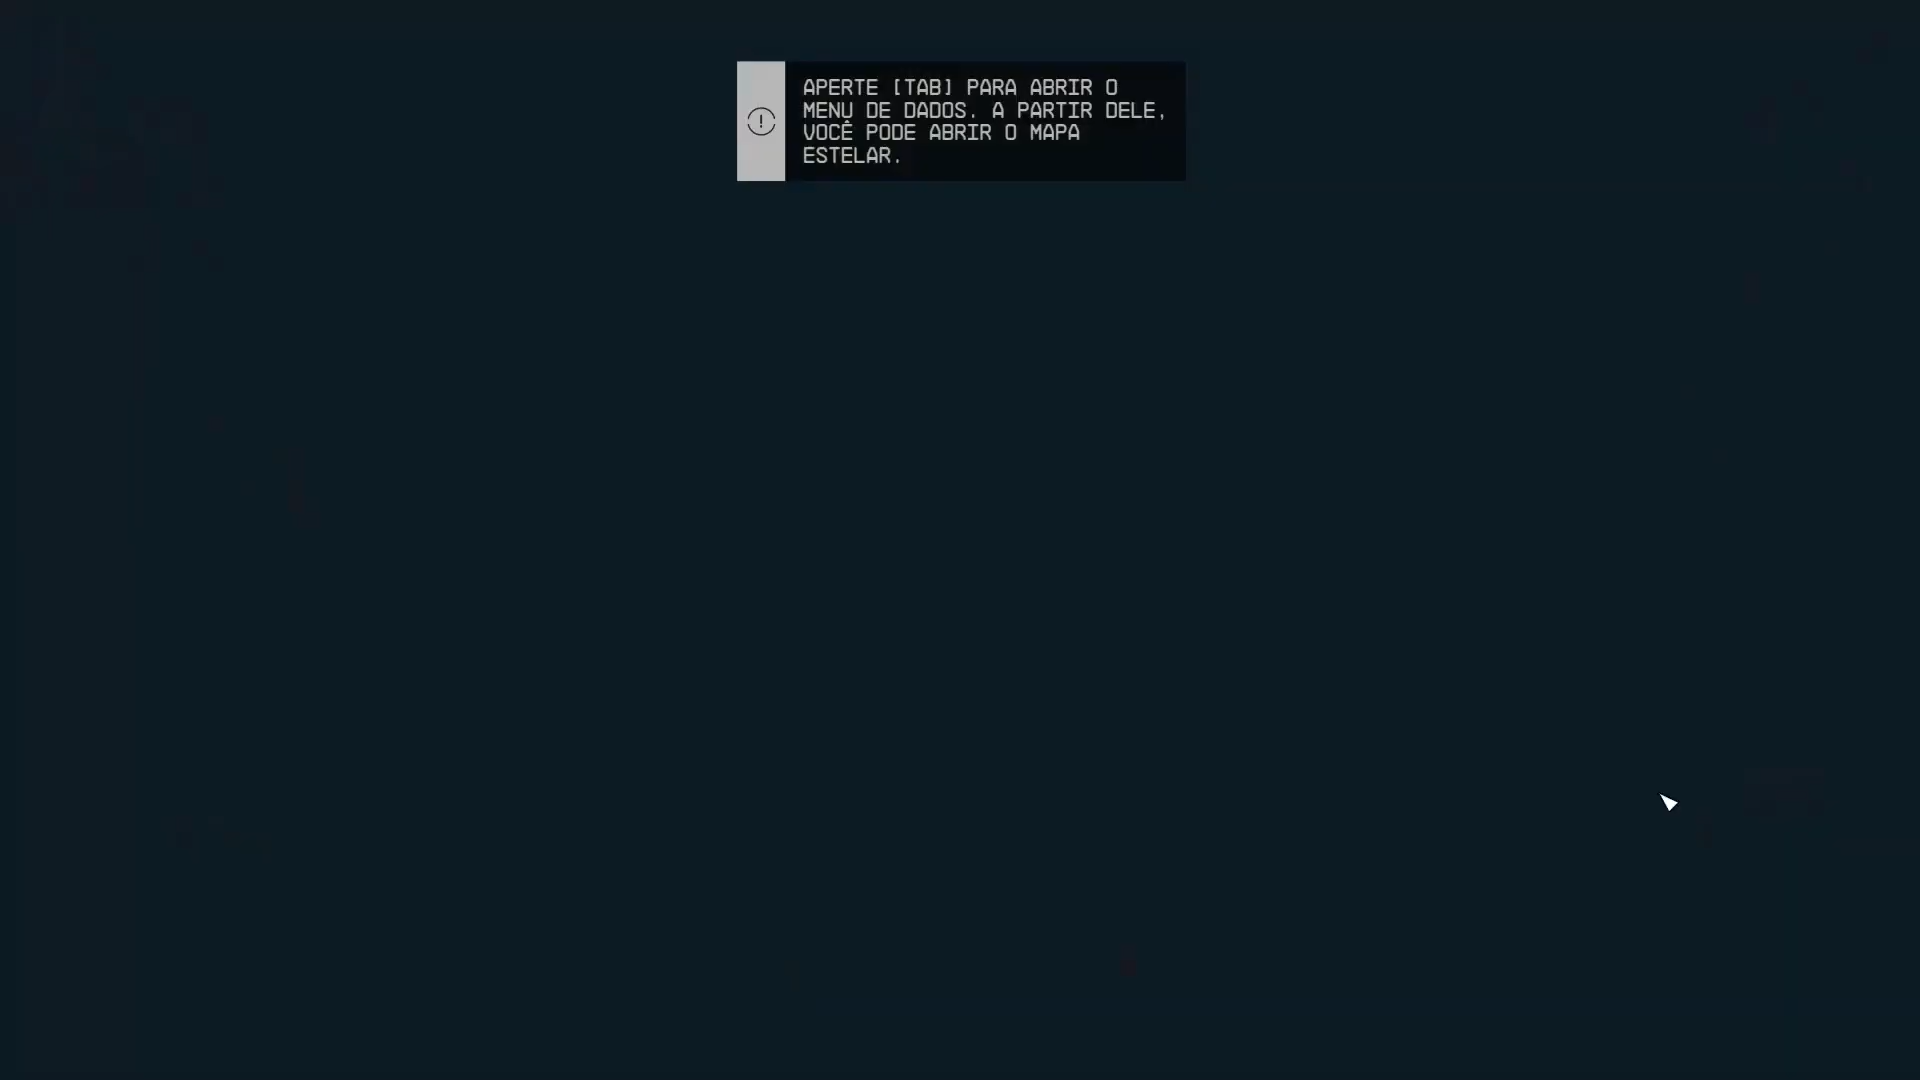 APERTE [TAB] PARA ABRIR O
MENU DE DADOS. A PARTIR DELE,
VOCÊ PODE ABRIR O MAPA
ESTELAR.